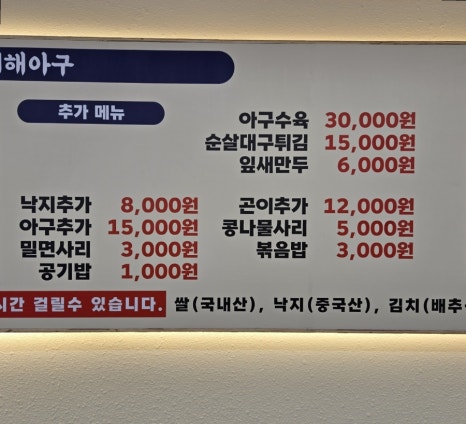 해아구
추가 메뉴
아구수육 30,000원
순살대구튀김 15,000원
잎새만두 6,000원
낙지추가 8,000원
아구추가 15,000원
밀면사리 3,000원
공기밥 1,000원
곤이추가 12,000원
콩나물사리 5,000원
볶음밥 3,000원
시간 걸릴수 있습니다. 쌀(국내산), 낙지(중국산), 김치(배추